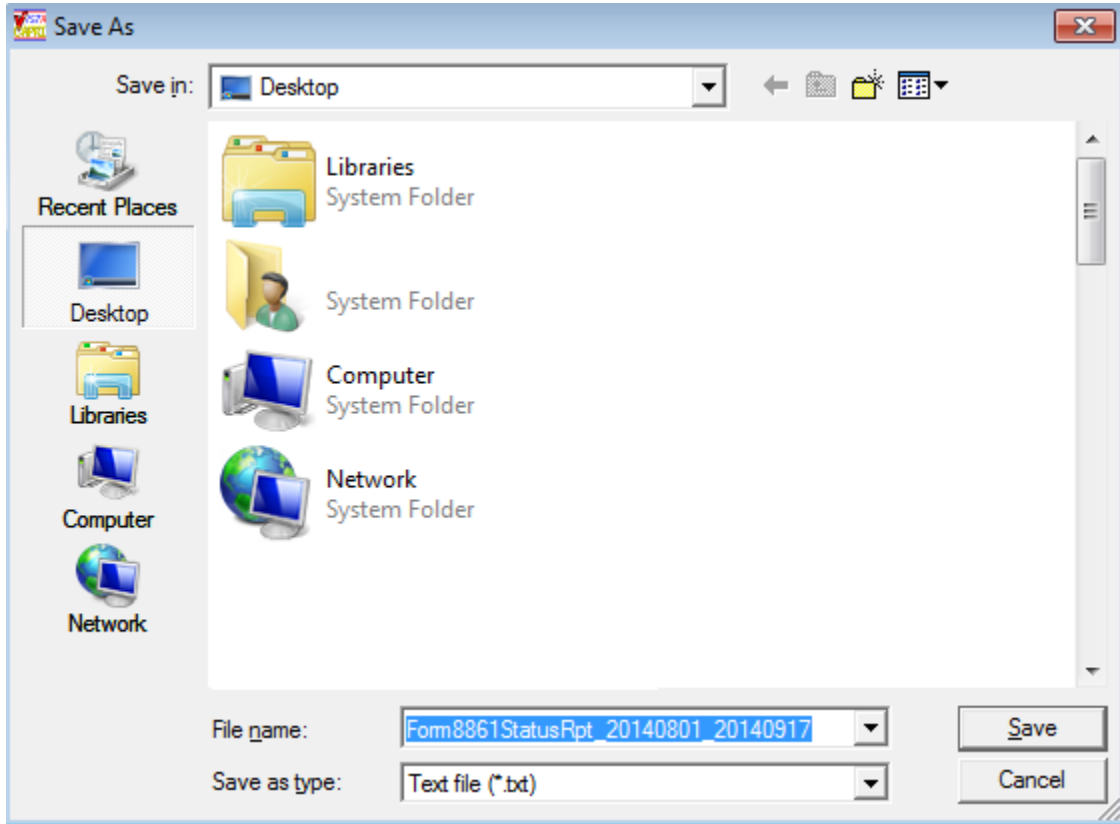 Save As
Save in:
Desktop
Recent Places
Desktop
Libraries
Computer
Network
Libraries
System Folder
System Folder
Computer
System Folder
Network
System Folder
File name:
Form8861StatusRpt_20140801_20140917
Save
Save as type:
Text file (*.txt)
Cancel